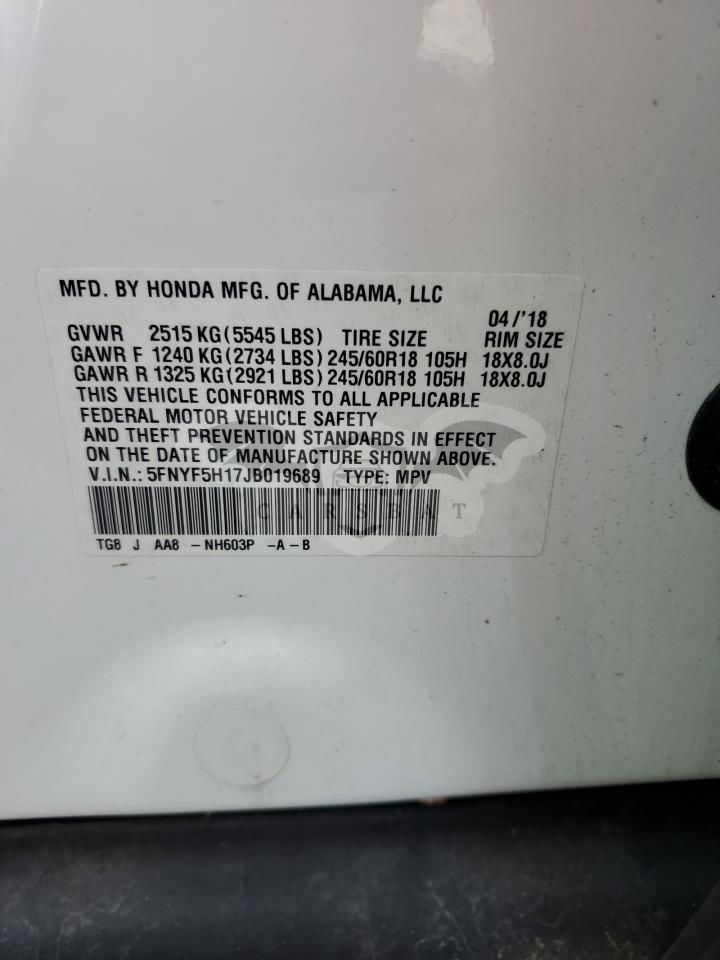 MFD. BY HONDA MFG. OF ALABAMA, LLC
04/'18
GVWR 2515 KG(5545 LBS) TIRE SIZE RIM SIZE
GAWR F 1240 KG(2734 LBS)245/60R18 105H 18X8.0J
GAWR R 1325 KG(2921 LBS)245/60R18 105H 18X8.0J
THIS VEHICLE CONFORMS TO ALL APPLICABLE
FEDERAL MOTOR VEHICLE SAFETY
AND THEFT PREVENTION STANDARDS IN EFFECT
ON THE DATE OF MANUFACTURE SHOWN ABOVE.
V.I.N.: 5FNYF5H17JB019689 TYPE: MPV
CARSBAT
TG8 J AA8 - NH603P -A-B